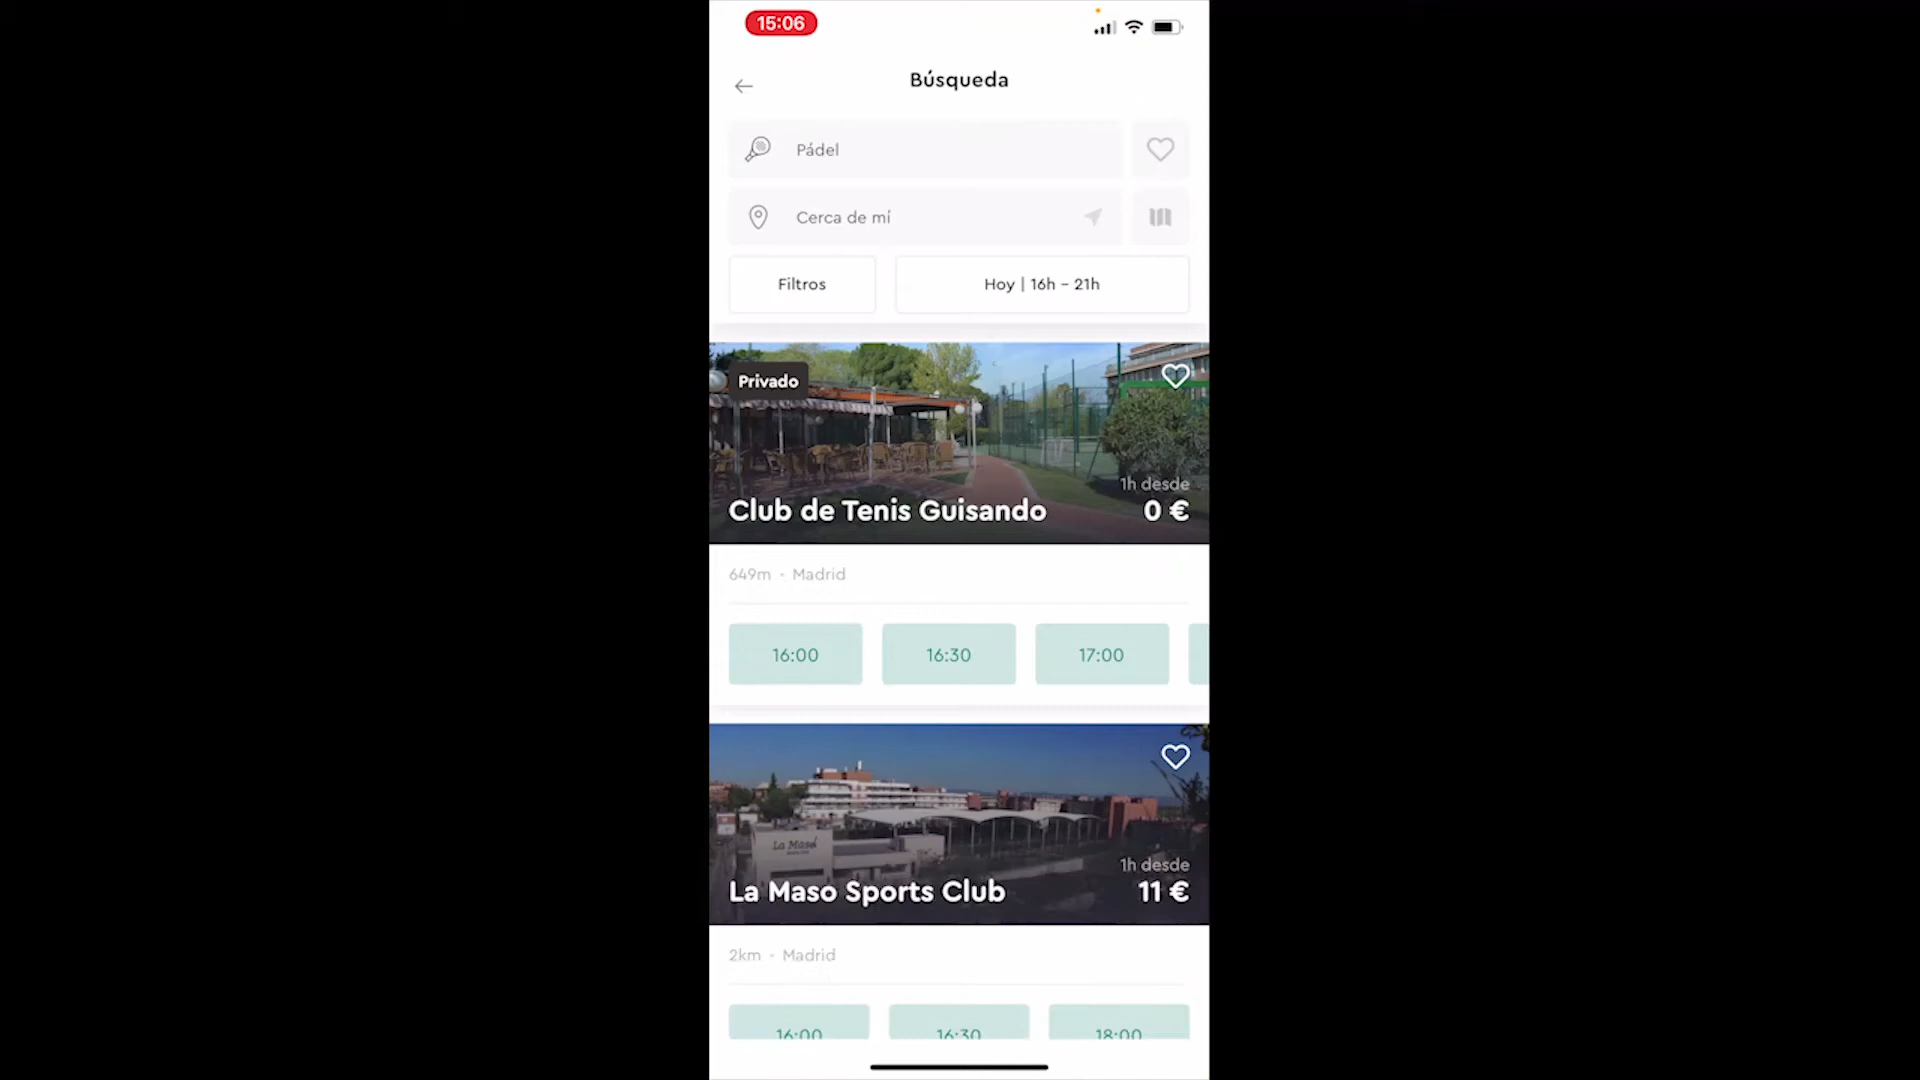 15:06
Búsqueda
Pádel
Cerca de mí
Filtros
Hoy | 16h - 21h
Privado
1h desde
Club de Tenis Guisando
0 €
649m - Madrid
16:00
16:30
17:00
La Maso
1h desde
La Maso Sports Club
11 €
2km - Madrid
16:00
16:30
18:00